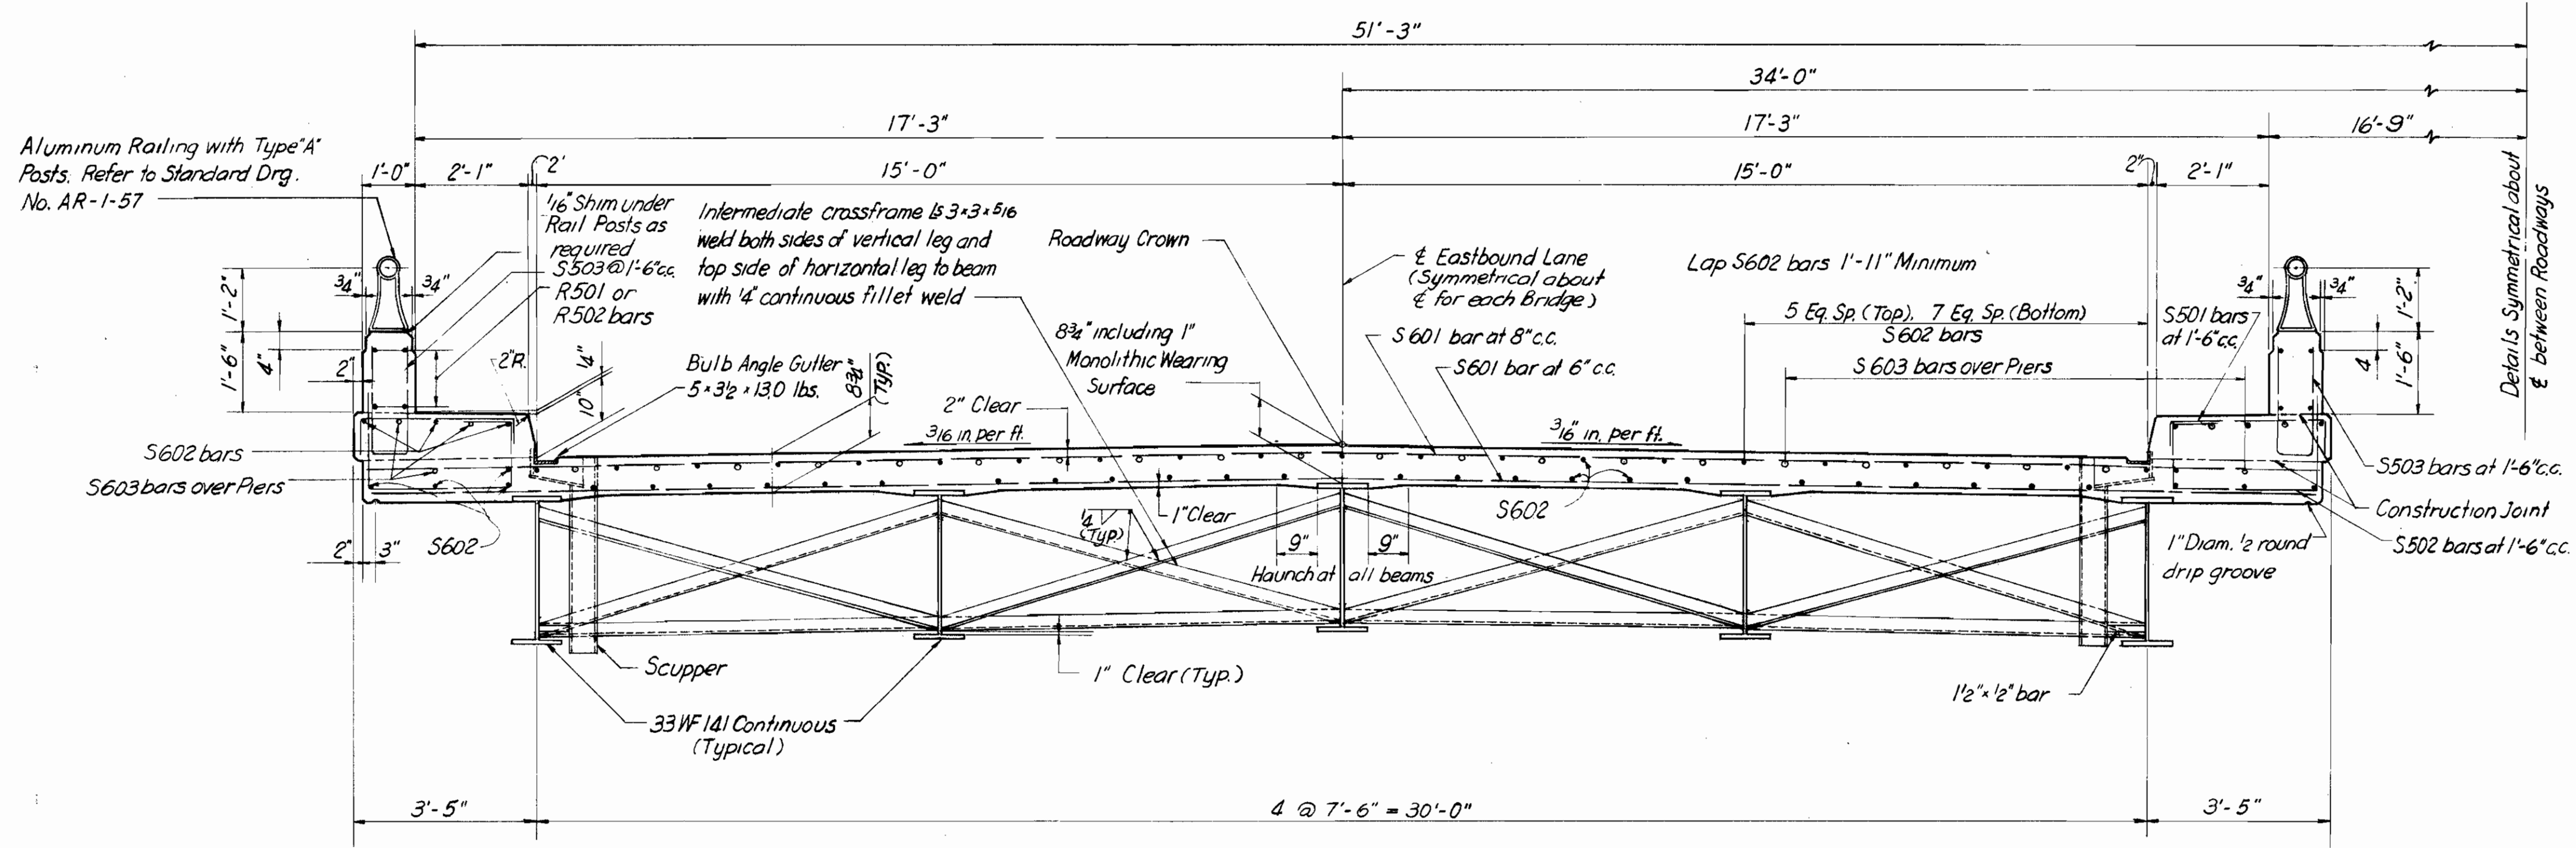 51'-3"
34'-0"
17'-3"
17'-3"
16'-9"
Aluminum Railing with Type "A"
Posts. Refer to Standard Drg.
No. AR-1-57
1'-0"
2'-1"
2'
15'-0"
15'-0"
2"
2'-1"
Details Symmetrical about
℄ between Roadways
1/16" Shim under
Rail Posts as
required
S503@1'-6"c.c.
R501 or
R502 bars
Intermediate crossframe Ls 3×3×5/16
weld both sides of vertical leg and
top side of horizontal leg to beam
with 1/4" continuous fillet weld
Roadway Crown
℄ Eastbound Lane
(Symmetrical about
℄ for each Bridge)
Lap S602 bars 1'-11" Minimum
3/4"
3/4"
1'-2"
1'-6"
4"
2"
2"R.
1/4"
10"
Bulb Angle Gutter
5×3½×13.0 lbs.
8¾"
(Typ.)
8¾" including 1"
Monolithic Wearing
Surface
2" Clear
3/16 in. per ft.
S601 bar at 8"c.c.
S601 bar at 6"c.c.
3/16" in. per ft.
5 Eq. Sp. (Top), 7 Eq. Sp. (Bottom)
S602 bars
S603 bars over Piers
S501 bars
at 1'-6"c.c.
3/4"
3/4"
1'-2"
4
1'-6"
S602 bars
S603 bars over Piers
2"
3"
S602
1/4
(Typ)
1" Clear
9"
9"
Haunch at all beams
S602
S503 bars at 1'-6"c.c.
Construction Joint
S502 bars at 1'-6"c.c.
1" Diam. ½ round
drip groove
Scupper
1" Clear (Typ.)
33 WF 141 Continuous
(Typical)
1½"×½" bar
3'-5"
4 @ 7'-6" = 30'-0"
3'-5"